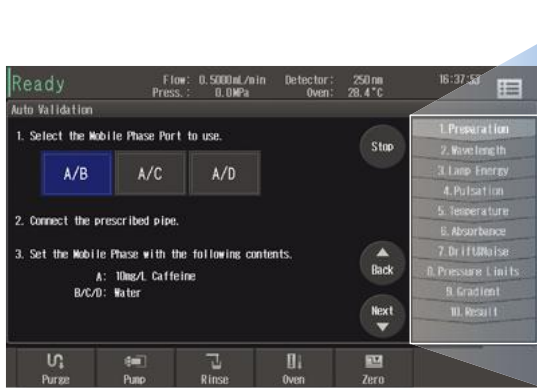 Ready
Flow: 0.5000mL/min Detector: 250 nm 16:37:53
Press.: 0.0MPa Oven: 28.4°C
Auto Validation
1. Select the Mobile Phase Port to use.
A/B A/C A/D
Stop
2. Connect the prescribed pipe.
3. Set the Mobile Phase with the following contents.
A: 10mg/L Caffeine
B/C/D: Water
Back
Next
1. Preparation
2. Wavelength
3. Lamp Energy
4. Pulsation
5. Temperature
6. Absorbance
7. Drift&Noise
8. Pressure Limits
9. Gradient
10. Result
Purge Pump Rinse Oven Zero